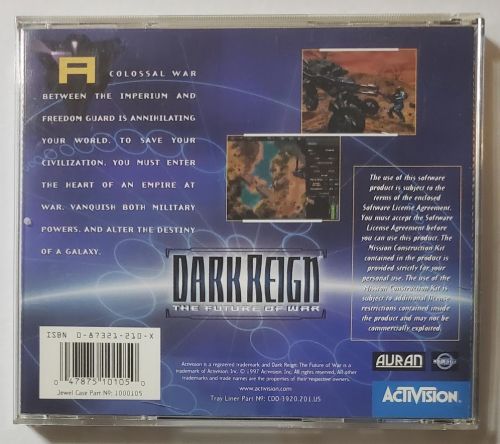 A COLOSSAL WAR
BETWEEN THE IMPERIUM AND
FREEDOM GUARD IS ANNIHILATING
YOUR WORLD. TO SAVE YOUR
CIVILIZATION, YOU MUST ENTER
THE HEART OF AN EMPIRE AT
WAR, VANQUISH BOTH MILITARY
POWERS, AND ALTER THE DESTINY
OF A GALAXY.
The use of this software
product is subject to the
terms of the enclosed
Software License Agreement.
You must accept the Software
License Agreement before
you can use this product. The
Mission Construction Kit
contained in the product is
provided strictly for your
personal use. The use of the
Mission Construction Kit is
subject to additional license
restrictions contained inside
the product and may not be
commercially exploited.
DARK REIGN
THE FUTURE OF WAR
ISBN 0-87321-210-X
0 47875 10105 0
Jewel Case Part Nº: 1000105
Activision is a registered trademark and Dark Reign: The Future of War is a
trademark of Activision, Inc. © 1997 Activision, Inc. All rights reserved. All other
trademarks and trade names are the properties of their respective owners.
Tray Liner Part Nº: CDD-3920.201.US
www.activision.com
AURAN
ACTIVISION